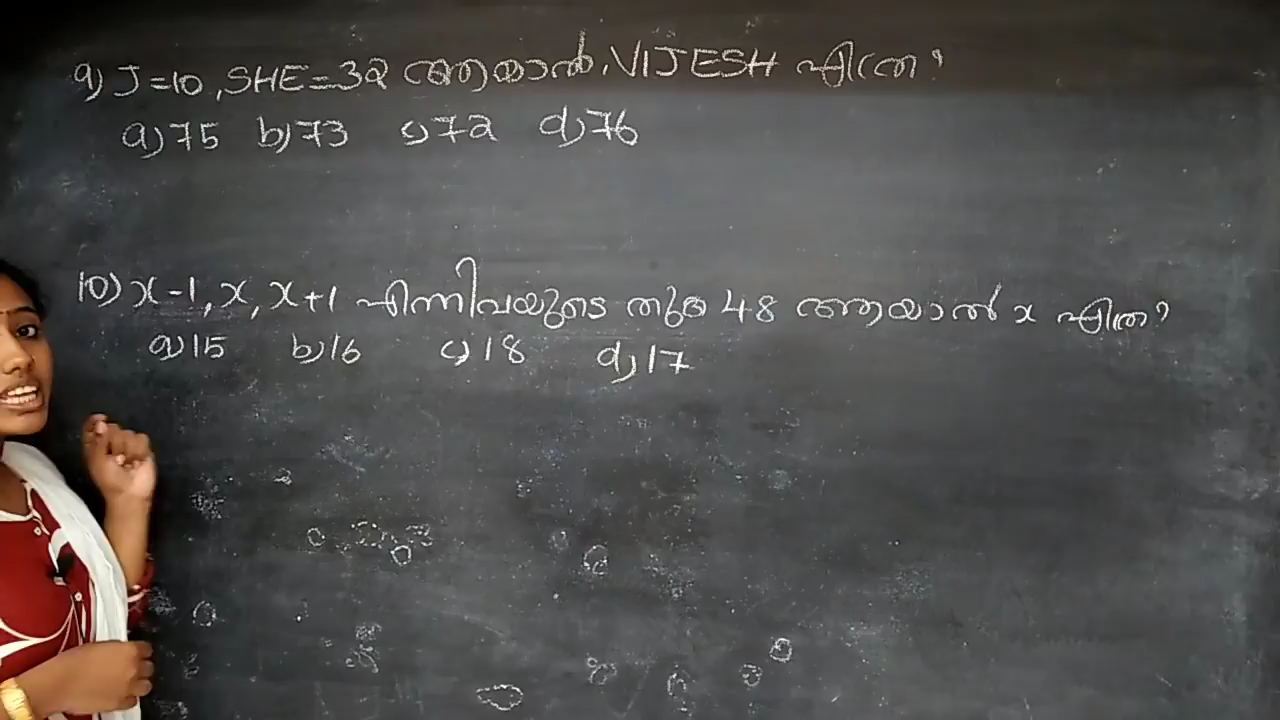 9) J=10, SHE=32 ആയാൽ, VIJESH എത്ര?
a) 75 b) 73 c) 72 d) 76
10) x-1, x, x+1 എന്നിവയുടെ തുക 48 ആയാൽ x എത്ര?
a) 15 b) 16 c) 18 d) 17